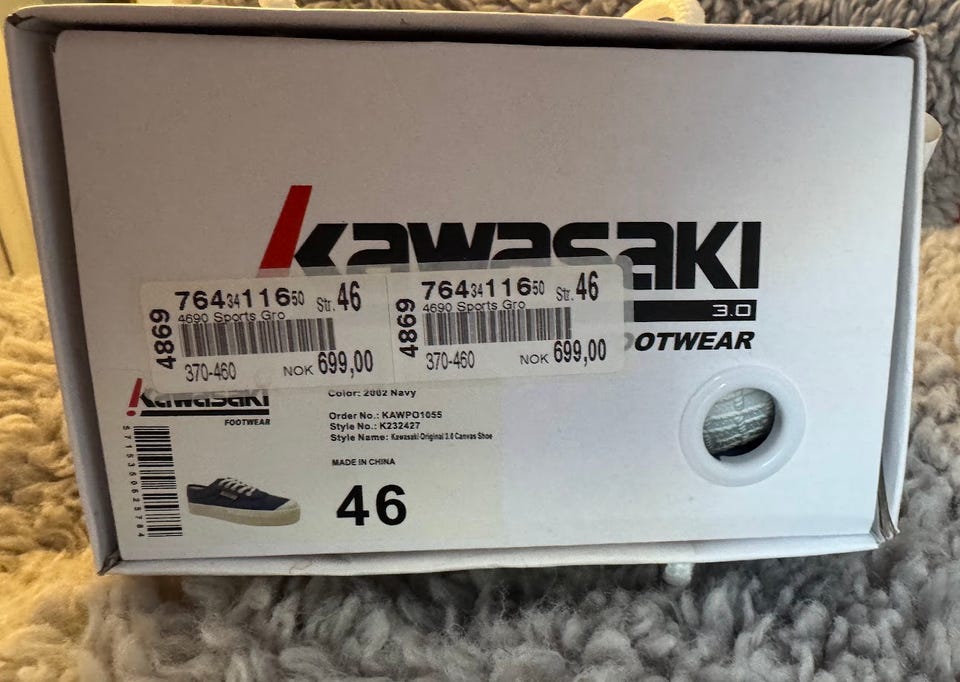 Kawasaki
3.0
FOOTWEAR
4869
764 34 116 50 Str. 46
4690 Sports Gro
370-460 NOK 699,00
4869
764 34 116 50 Str. 46
4690 Sports Gro
370-460 NOK 699,00
Kawasaki
FOOTWEAR
Color: 2002 Navy
Order No.: KAWPO1055
Style No.: K232427
Style Name: Kawasaki Original 3.0 Canvas Shoe
MADE IN CHINA
46
5715350625784